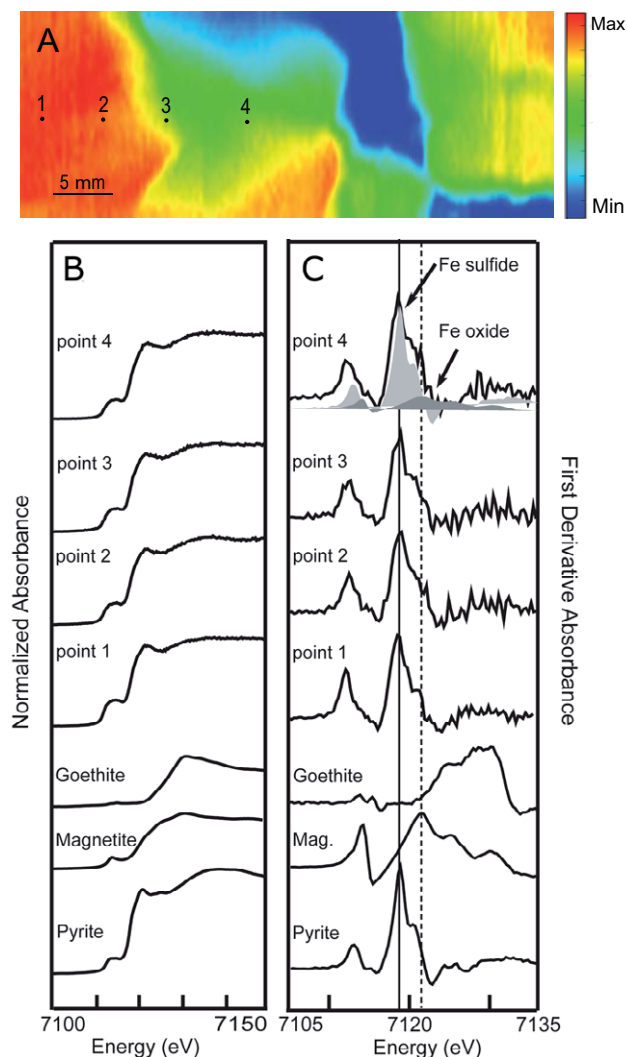 A
1
2
3
4
5 mm
Max
Min
B
point 4
point 3
point 2
point 1
Goethite
Magnetite
Pyrite
Normalized Absorbance
7100
7150
Energy (eV)
C
Fe sulfide
Fe oxide
point 4
point 3
point 2
point 1
Goethite
Mag.
Pyrite
First Derivative Absorbance
7105
7120
7135
Energy (eV)